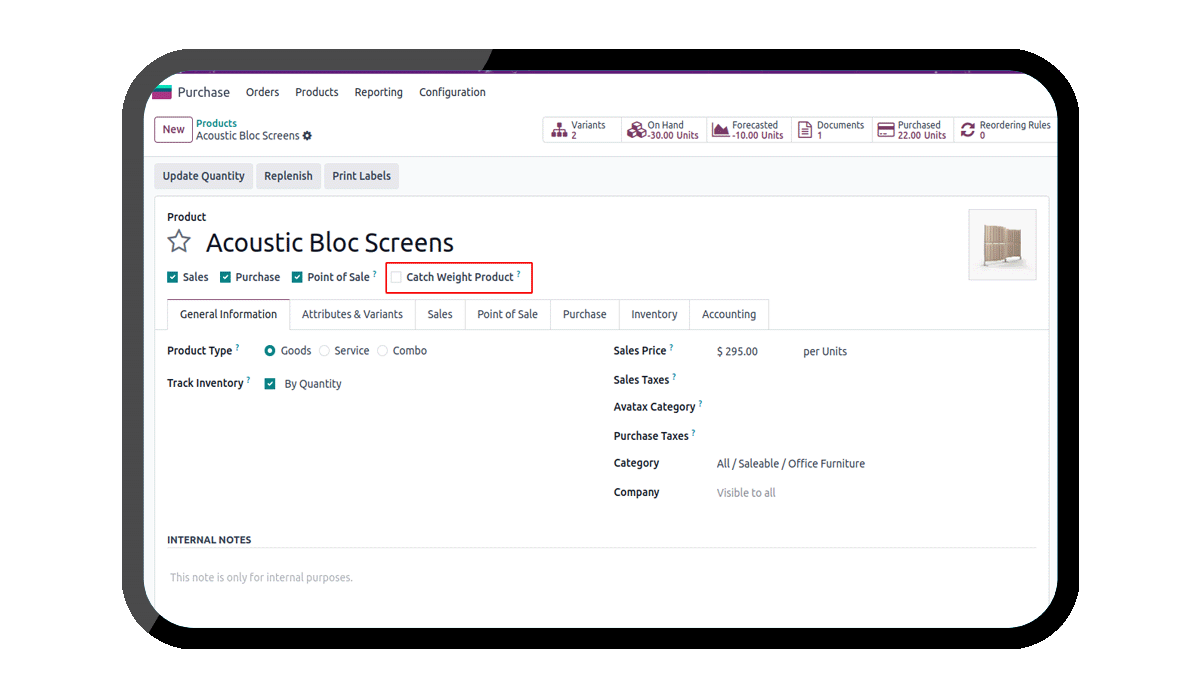 Purchase Orders Products Reporting Configuration
New Products
Acoustic Bloc Screens
Variants 2
On Hand -30.00 Units
Forecasted -10.00 Units
Documents 1
Purchased 22.00 Units
Reordering Rules 0
Update Quantity Replenish Print Labels
Product
Acoustic Bloc Screens
Sales Purchase Point of Sale ? Catch Weight Product ?
General Information Attributes & Variants Sales Point of Sale Purchase Inventory Accounting
Product Type ? Goods Service Combo
Track Inventory ? By Quantity
Sales Price ? $ 295.00 per Units
Sales Taxes ?
Avatax Category ?
Purchase Taxes ?
Category All / Saleable / Office Furniture
Company Visible to all
INTERNAL NOTES
This note is only for internal purposes.